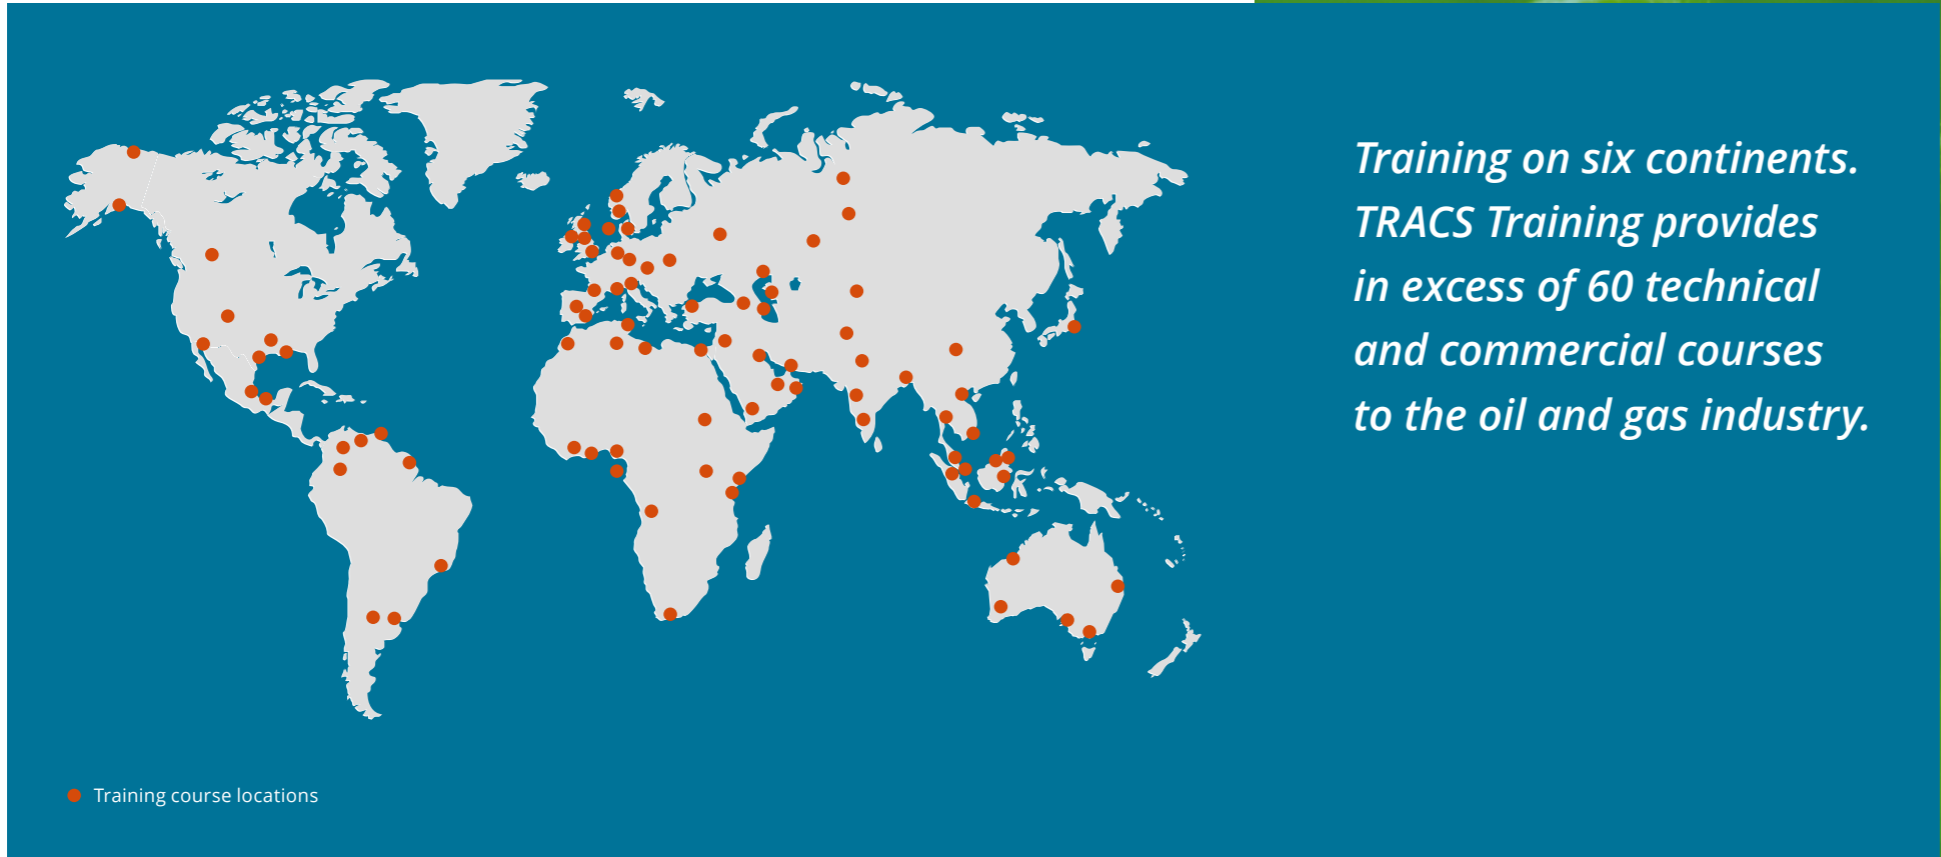 Training on six continents.
TRACS Training provides
in excess of 60 technical
and commercial courses
to the oil and gas industry.
Training course locations